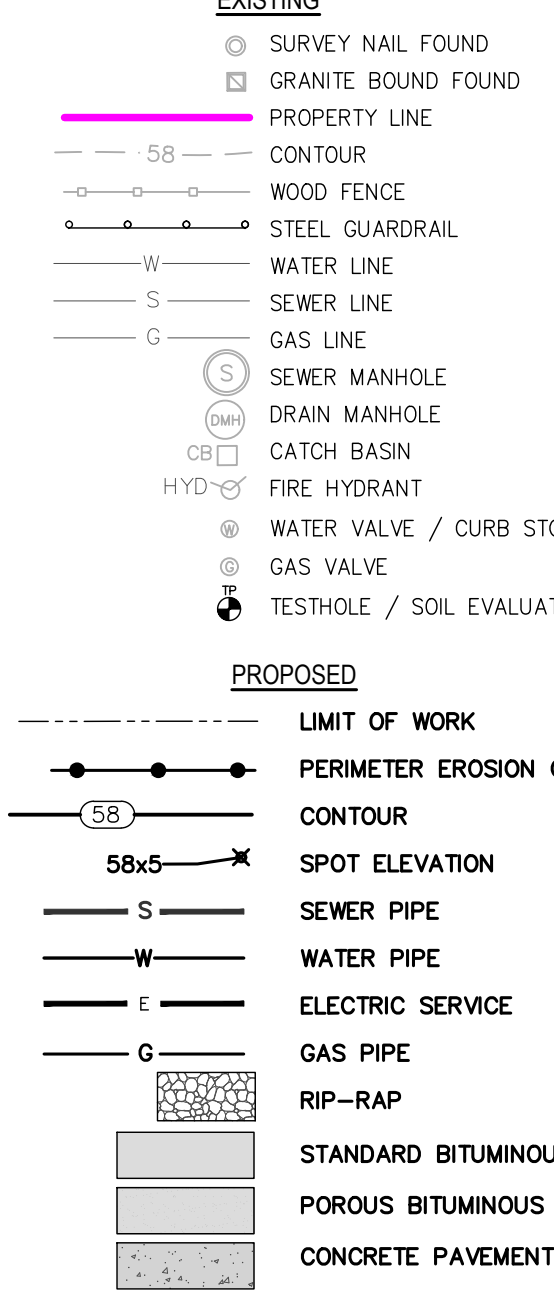 EXISTING
SURVEY NAIL FOUND
GRANITE BOUND FOUND
PROPERTY LINE
58 CONTOUR
WOOD FENCE
STEEL GUARDRAIL
W WATER LINE
S SEWER LINE
G GAS LINE
S SEWER MANHOLE
DMH DRAIN MANHOLE
CB CATCH BASIN
HYD FIRE HYDRANT
W WATER VALVE / CURB
G GAS VALVE
TP TESTHOLE / SOIL
PROPOSED
LIMIT OF WORK
PERIMETER EROSION
58 CONTOUR
58x5 SPOT ELEVATION
S SEWER PIPE
W WATER PIPE
E ELECTRIC SERVICE
G GAS PIPE
RIP-RAP
STANDARD
POROUS BITUMINOUS
CONCRETE PAVEMENT